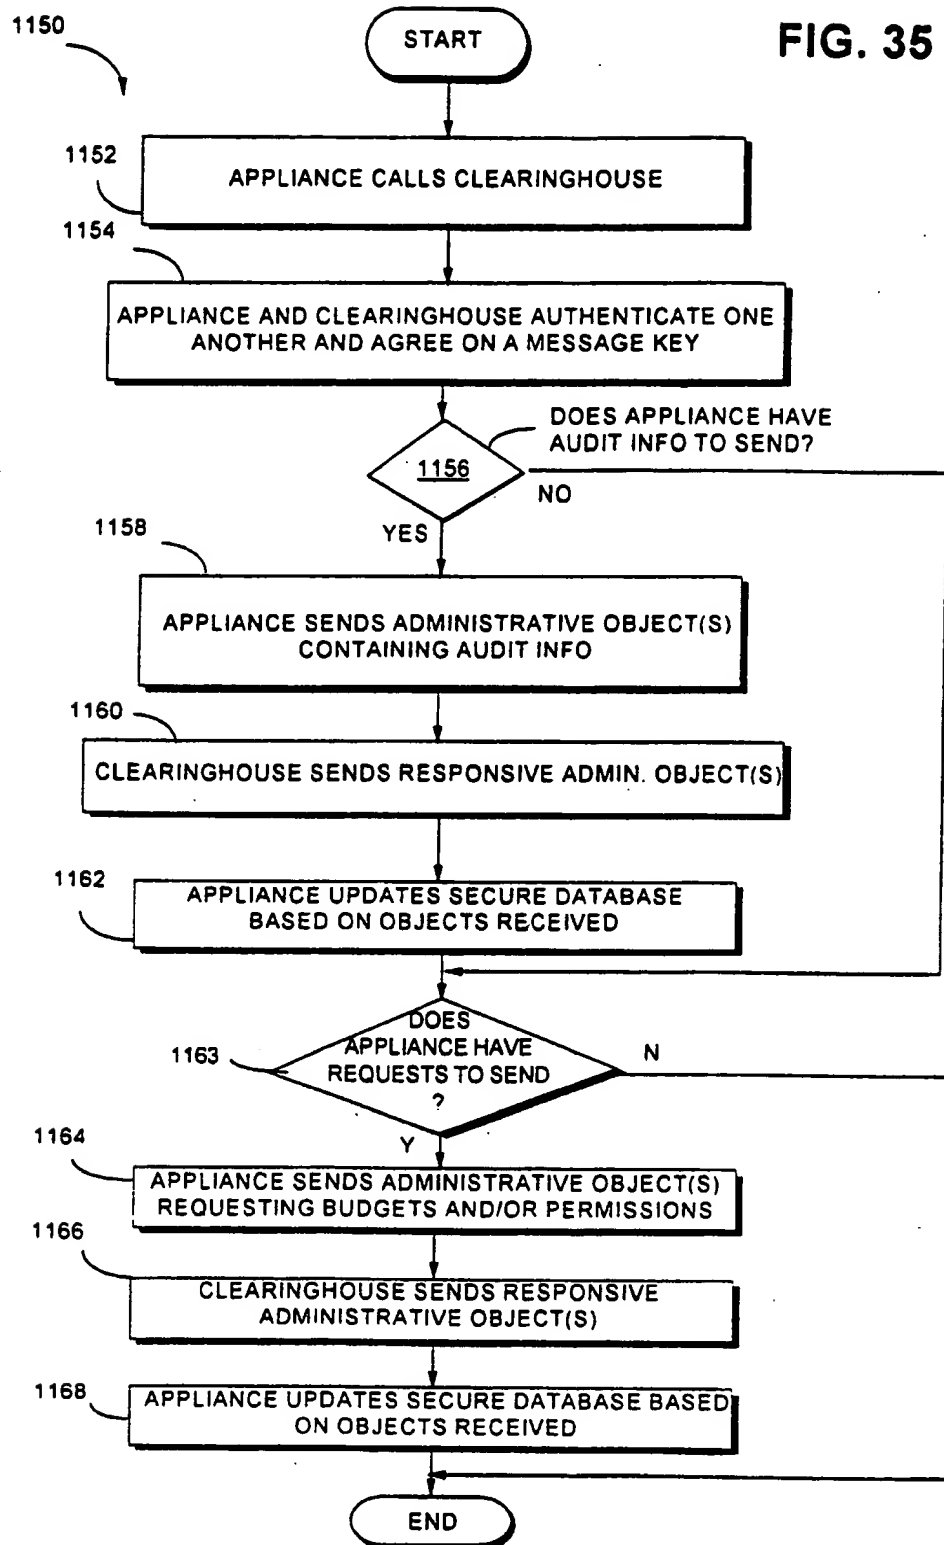 1150
START
FIG. 35
1152
APPLIANCE CALLS CLEARINGHOUSE
1154
APPLIANCE AND CLEARINGHOUSE AUTHENTICATE ONE
ANOTHER AND AGREE ON A MESSAGE KEY
DOES APPLIANCE HAVE
AUDIT INFO TO SEND?
1156
NO
YES
1158
APPLIANCE SENDS ADMINISTRATIVE OBJECT(S)
CONTAINING AUDIT INFO
1160
CLEARINGHOUSE SENDS RESPONSIVE ADMIN. OBJECT(S)
1162
APPLIANCE UPDATES SECURE DATABASE
BASED ON OBJECTS RECEIVED
1163
DOES
APPLIANCE HAVE
REQUESTS TO SEND
?
N
Y
1164
APPLIANCE SENDS ADMINISTRATIVE OBJECT(S)
REQUESTING BUDGETS AND/OR PERMISSIONS
1166
CLEARINGHOUSE SENDS RESPONSIVE
ADMINISTRATIVE OBJECT(S)
1168
APPLIANCE UPDATES SECURE DATABASE BASED
ON OBJECTS RECEIVED
END